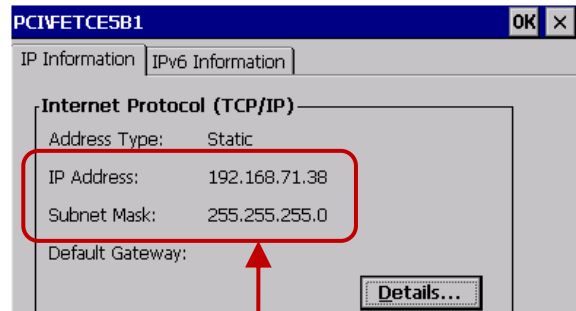 PCI\FETCE5B1 OK ×
IP Information IPv6 Information
Internet Protocol (TCP/IP)
Address Type: Static
IP Address: 192.168.71.38
Subnet Mask: 255.255.255.0
Default Gateway:
Details...